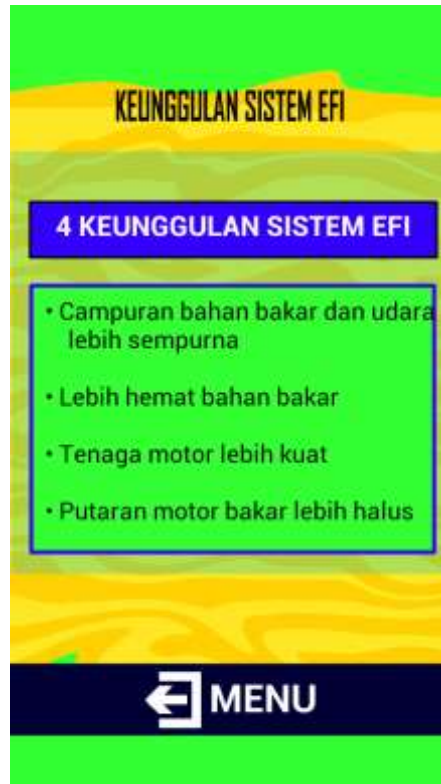 KEUNGGULAN SISTEM EFI
4 KEUNGGULAN SISTEM EFI
• Campuran bahan bakar dan udara
lebih sempurna
• Lebih hemat bahan bakar
• Tenaga motor lebih kuat
• Putaran motor bakar lebih halus
MENU